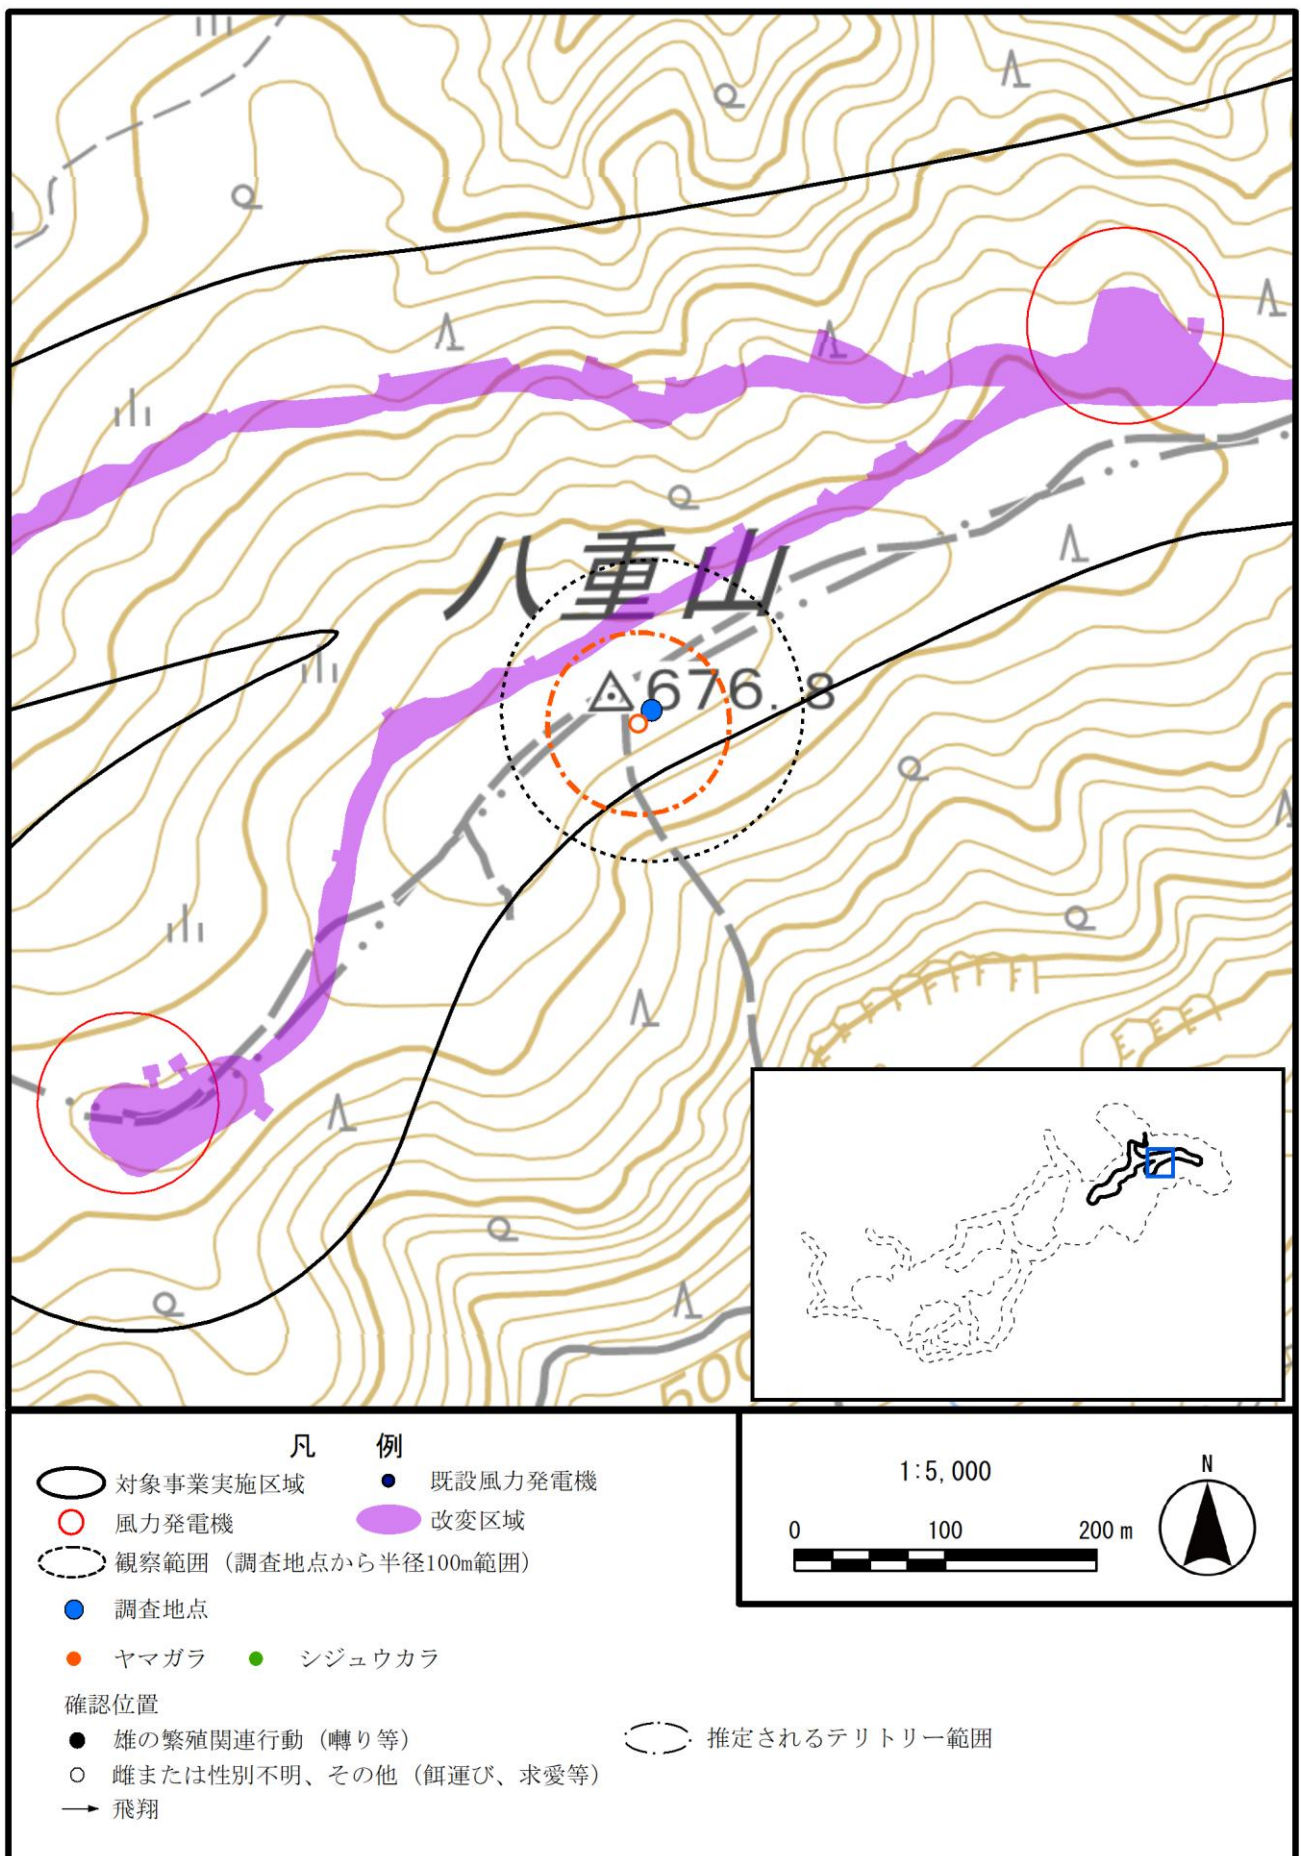 八重山
676.8
500
凡 例
対象事業実施区域
既設風力発電機
風力発電機
改変区域
観察範囲（調査地点から半径100m範囲）
調査地点
ヤマガラ
シジュウカラ
確認位置
雄の繁殖関連行動（囀り等）
推定されるテリトリー範囲
雌または性別不明、その他（餌運び、求愛等）
飛翔
1:5,000
0 100 200 m
N